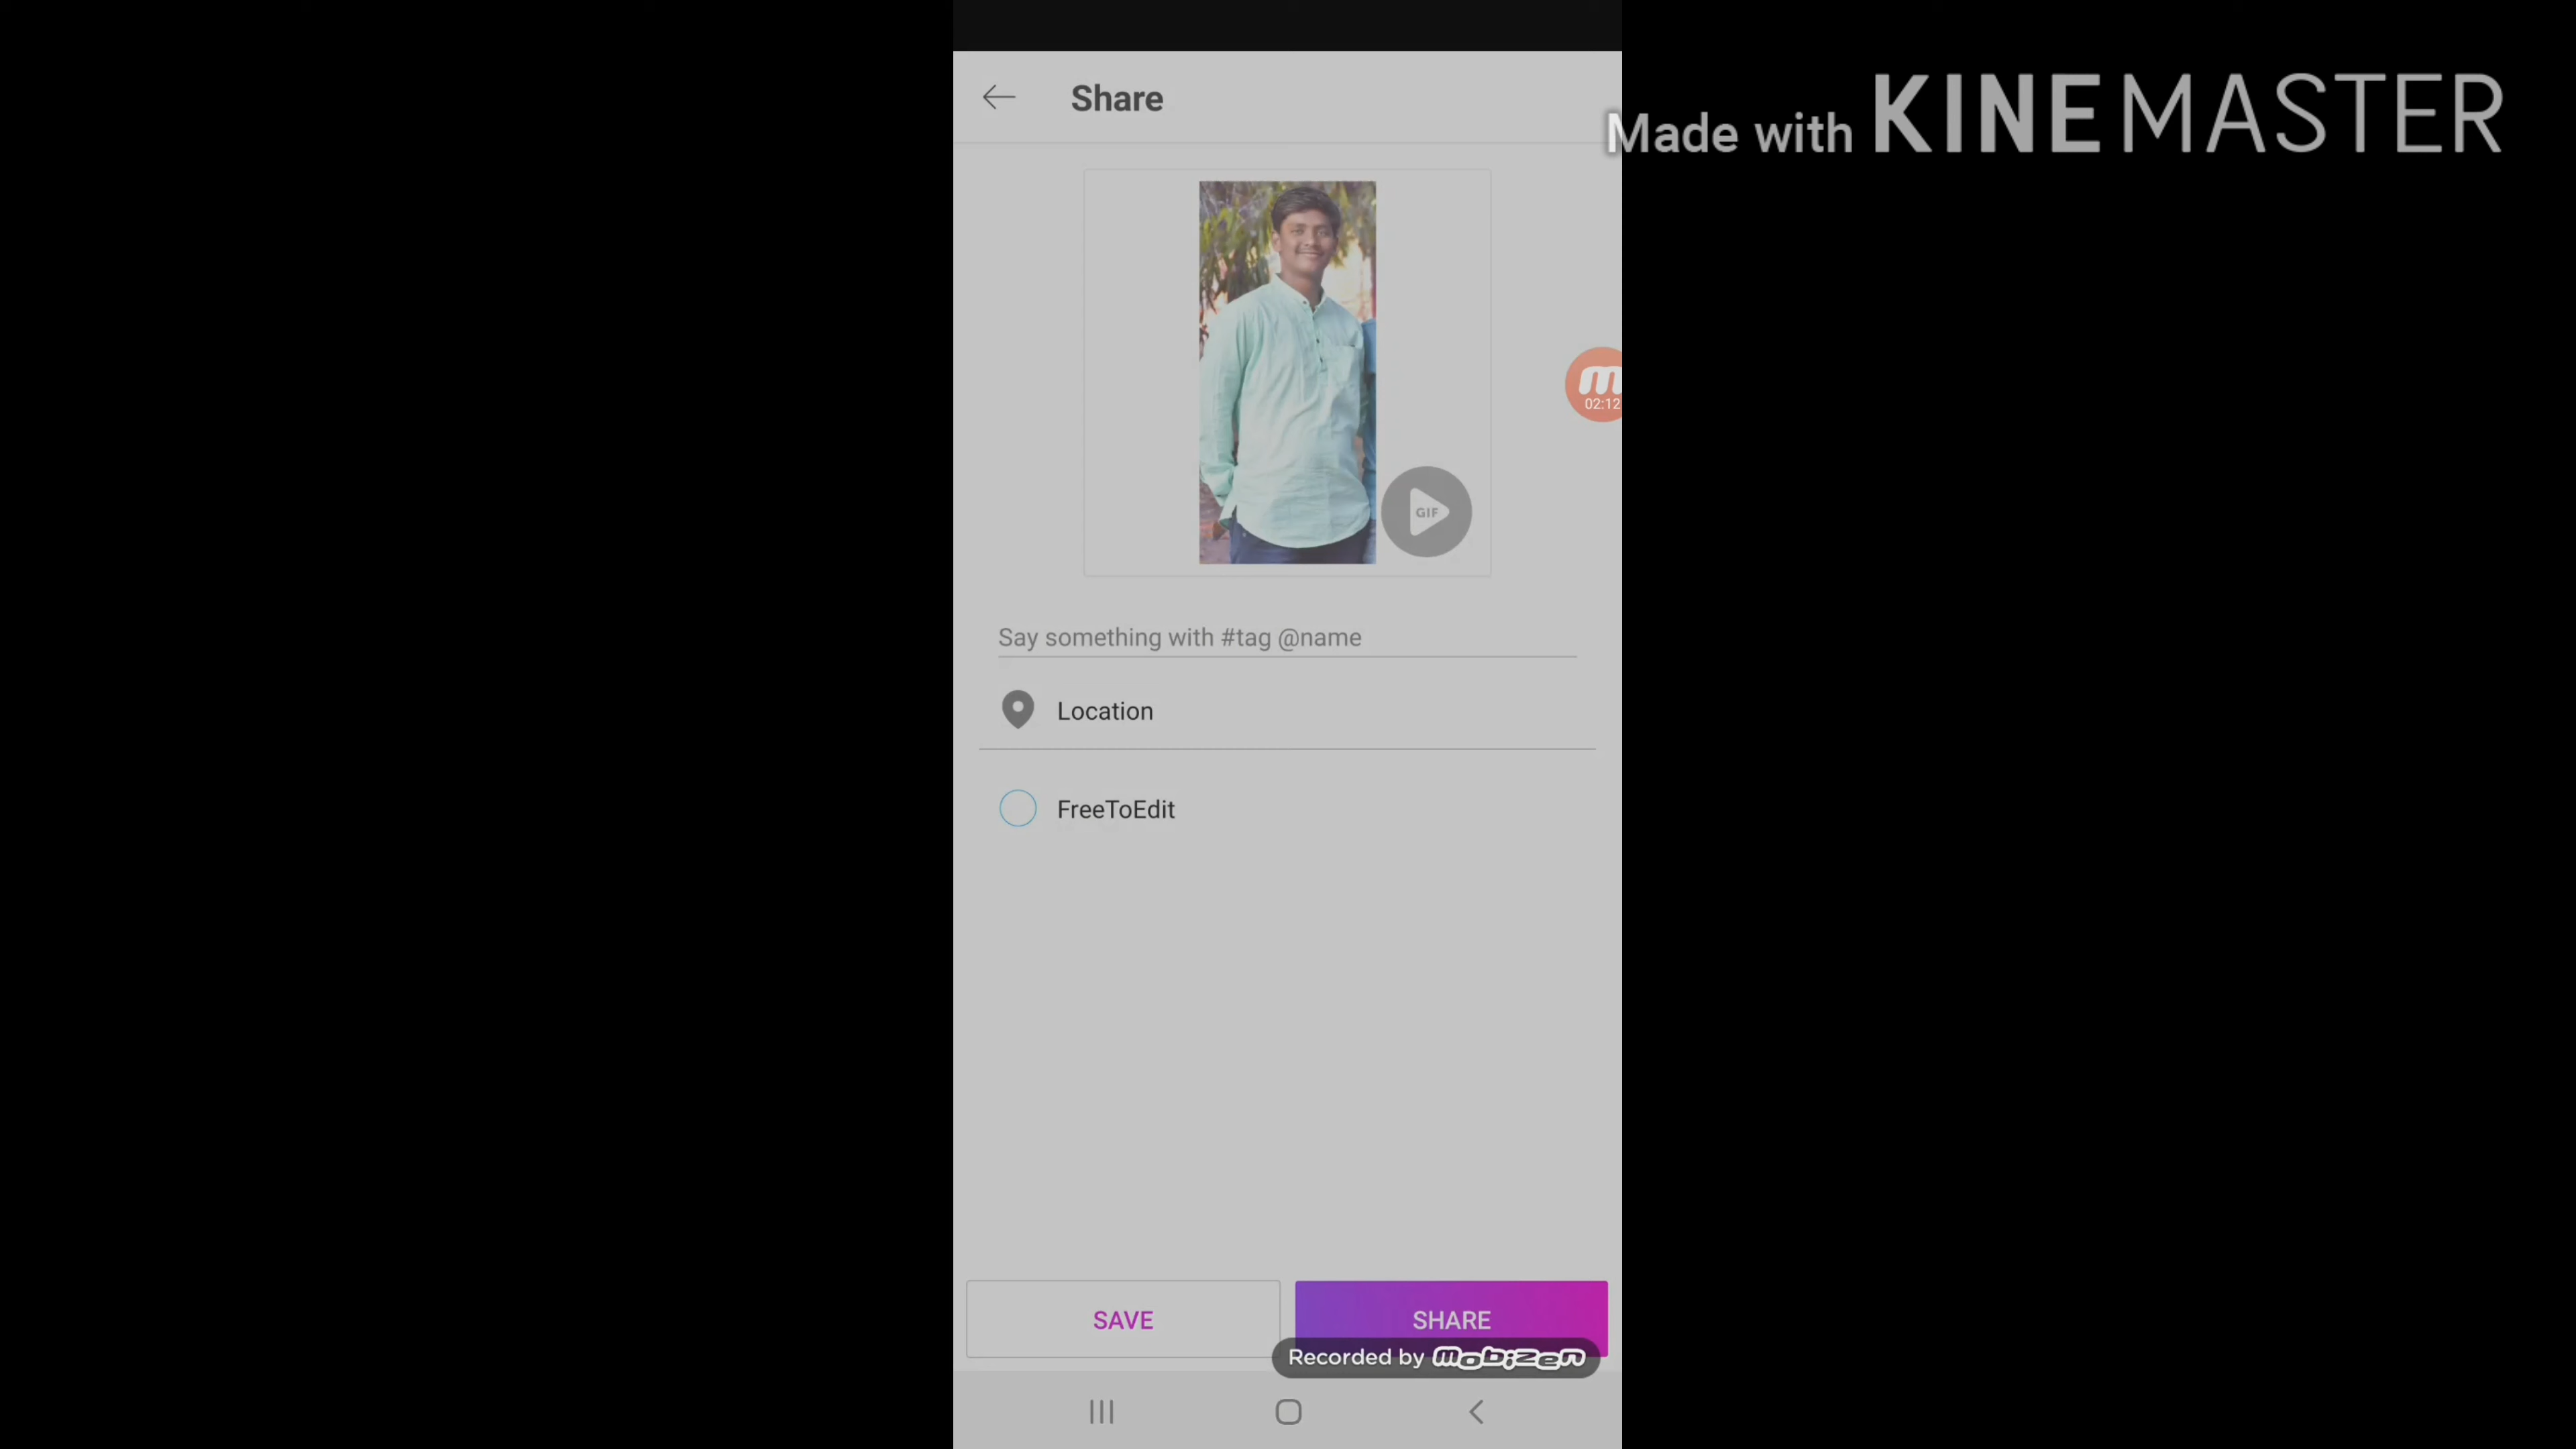 Share
Made with KINEMASTER
02:12
GIF
Say something with #tag @name
Location
FreeToEdit
SAVE
SHARE
Recorded by mobizen